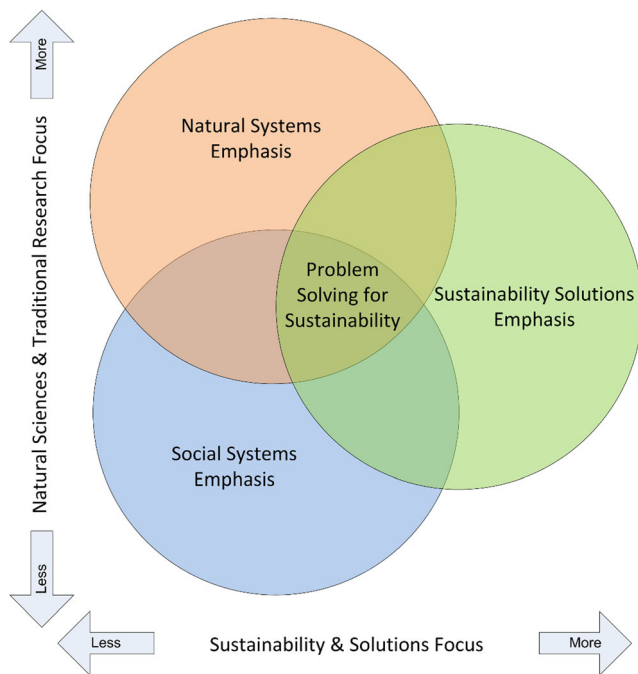 More
Natural Sciences & Traditional Research Focus
Less
Natural Systems
Emphasis
Problem
Solving for
Sustainability
Sustainability Solutions
Emphasis
Social Systems
Emphasis
Less
Sustainability & Solutions Focus
More